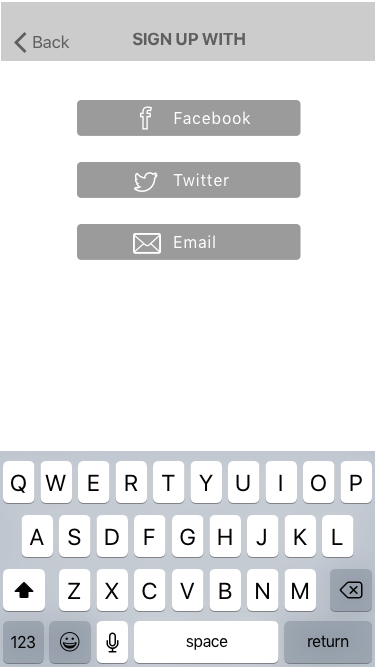 Back SIGN UP WITH
Facebook
Twitter
Email
Q W E R T Y U I O P
A S D F G H J K L
Z X C V B N M
123 space return